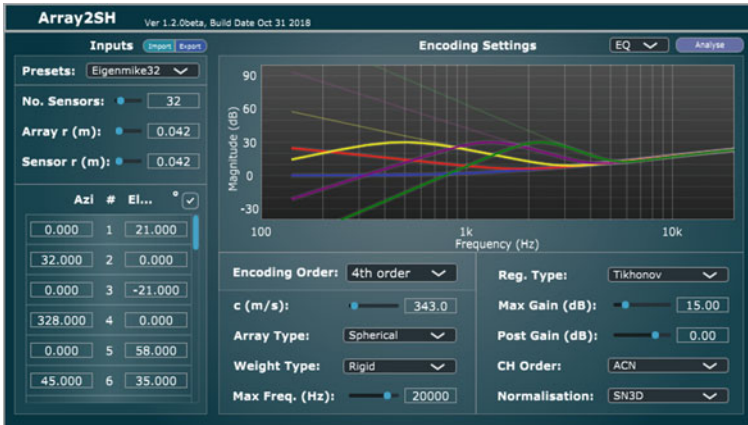 Array2SH Ver 1.2.0beta, Build Date Oct 31 2018
Inputs Import Export
Presets: Eigenmike32
No. Sensors: 32
Array r (m): 0.042
Sensor r (m): 0.042
Azi # El... °
0.000 1 21.000
32.000 2 0.000
0.000 3 -21.000
328.000 4 0.000
0.000 5 58.000
45.000 6 35.000
Encoding Settings EQ Analyse
Magnitude (dB)
90
60
30
0
-30
100 1k 10k
Frequency (Hz)
Encoding Order: 4th order
c (m/s): 343.0
Array Type: Spherical
Weight Type: Rigid
Max Freq. (Hz): 20000
Reg. Type: Tikhonov
Max Gain (dB): 15.00
Post Gain (dB): 0.00
CH Order: ACN
Normalisation: SN3D